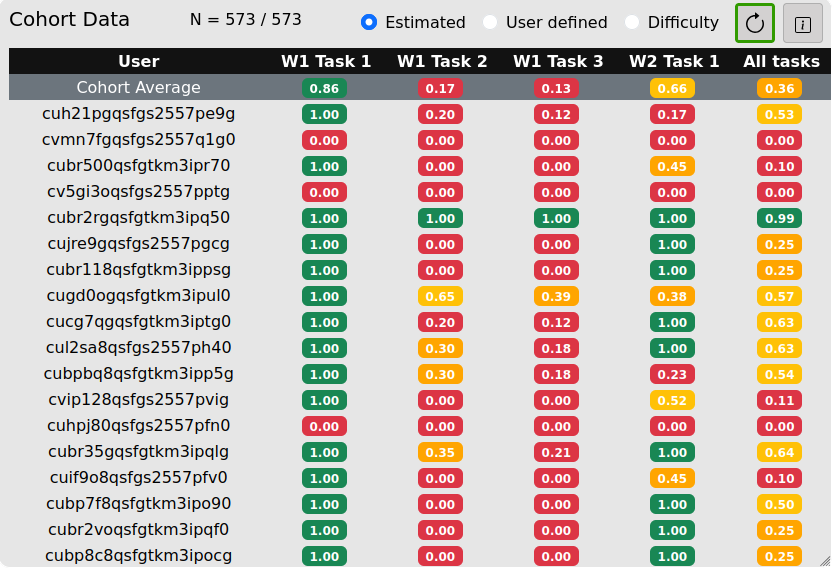 Cohort Data N = 573 / 573 Estimated User defined Difficulty
User W1 Task 1 W1 Task 2 W1 Task 3 W2 Task 1 All tasks
Cohort Average 0.86 0.17 0.13 0.66 0.36
cuh21pgqsfgs2557pe9g 1.00 0.20 0.12 0.17 0.53
cvmn7fgqsfgs2557q1g0 0.00 0.00 0.00 0.00 0.00
cubr500qsfgtkm3ipr70 1.00 0.00 0.00 0.45 0.10
cv5gi3oqsfgs2557pptg 0.00 0.00 0.00 0.00 0.00
cubr2rgqsfgtkm3ipq50 1.00 1.00 1.00 1.00 0.99
cujre9gqsfgs2557pgcg 1.00 0.00 0.00 1.00 0.25
cubr118qsfgtkm3ippsg 1.00 0.00 0.00 1.00 0.25
cugd0ogqsfgtkm3ipul0 1.00 0.65 0.39 0.38 0.57
cucg7qgqsfgtkm3iptg0 1.00 0.20 0.12 1.00 0.63
cul2sa8qsfgs2557ph40 1.00 0.30 0.18 1.00 0.63
cubpbq8qsfgtkm3ipp5g 1.00 0.30 0.18 0.23 0.54
cvip128qsfgs2557pvig 1.00 0.00 0.00 0.52 0.11
cuhpj80qsfgs2557pfn0 0.00 0.00 0.00 0.00 0.00
cubr35gqsfgtkm3ipqlg 1.00 0.35 0.21 1.00 0.64
cuif9o8qsfgs2557pfv0 1.00 0.00 0.00 0.45 0.10
cubp7f8qsfgtkm3ipo90 1.00 0.00 0.00 1.00 0.50
cubr2voqsfgtkm3ipqf0 1.00 0.00 0.00 1.00 0.25
cubp8c8qsfgtkm3ipocg 1.00 0.00 0.00 1.00 0.25